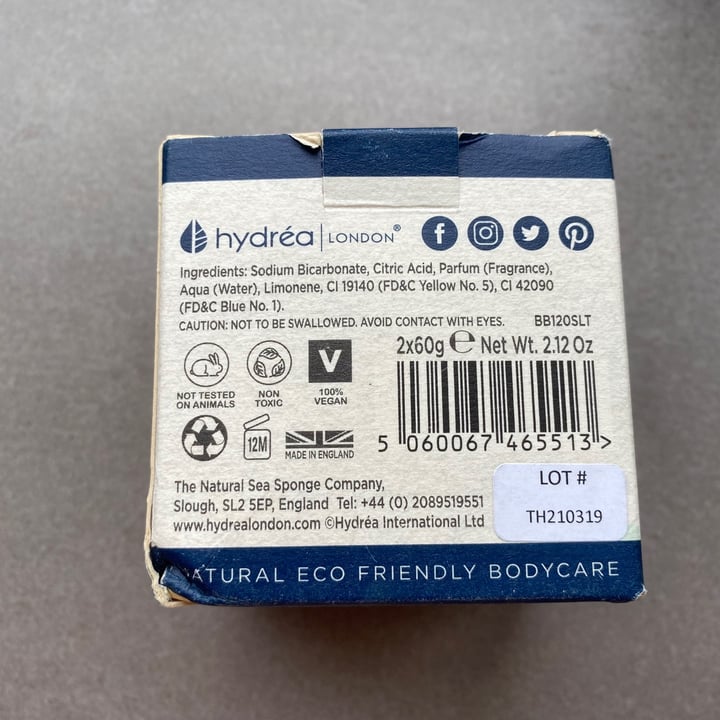 hydréa LONDON®
Ingredients: Sodium Bicarbonate, Citric Acid, Parfum (Fragrance),
Aqua (Water), Limonene, CI 19140 (FD&C Yellow No. 5), CI 42090
(FD&C Blue No. 1).
CAUTION: NOT TO BE SWALLOWED. AVOID CONTACT WITH EYES. BB120SLT
2x60g ℮ Net Wt. 2.12 Oz
V
NOT TESTED
ON ANIMALS
NON
TOXIC
100%
VEGAN
12M
MADE IN ENGLAND
5 060067 465513 >
The Natural Sea Sponge Company,
Slough, SL2 5EP, England Tel: +44 (0) 2089519551
www.hydrealondon.com ©Hydréa International Ltd
LOT #
TH210319
ATURAL ECO FRIENDLY BODYCARE